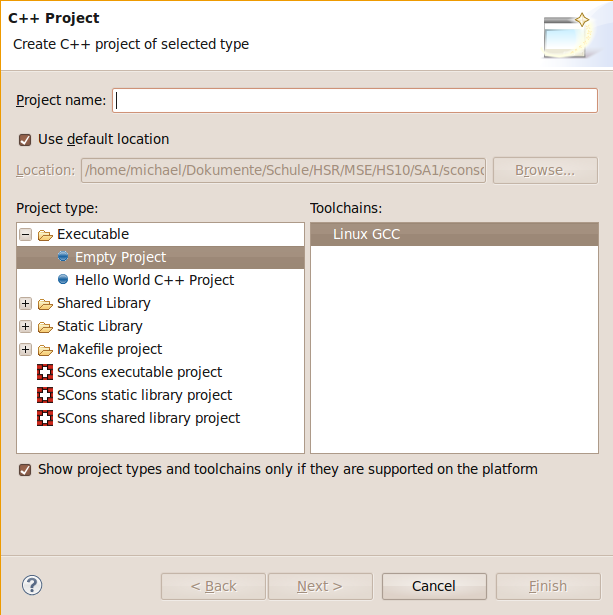 C++ Project
Create C++ project of selected type
Project name:
Use default location
Location: /home/michael/Dokumente/Schule/HSR/MSE/HS10/SA1/sconsc Browse...
Project type: Toolchains:
Executable Linux GCC
Empty Project
Hello World C++ Project
Shared Library
Static Library
Makefile project
SCons executable project
SCons static library project
SCons shared library project
Show project types and toolchains only if they are supported on the platform
? < Back Next > Cancel Finish